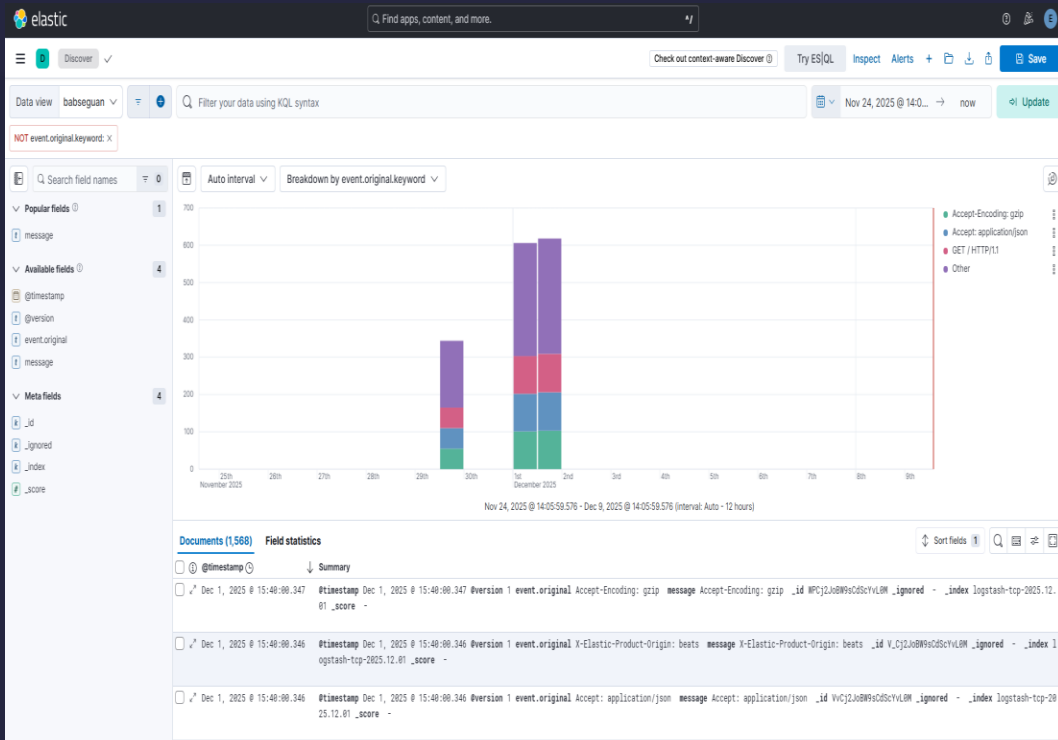 elastic
Find apps, content, and more.
^/
E
D
Discover
Check out context-aware Discover
Try ES|QL
Inspect
Alerts
Save
Data view
babseguan
Filter your data using KQL syntax
Nov 24, 2025 @ 14:0...
→
now
Update
NOT event.original.keyword:
Search field names
0
Auto interval
Breakdown by event.original.keyword
Popular fields
1
message
Available fields
4
@timestamp
@version
event.original
message
Meta fields
4
_id
_ignored
_index
_score
700
600
500
400
300
200
100
0
25th
November 2025
26th
27th
28th
29th
30th
1st
December 2025
2nd
3rd
4th
5th
6th
7th
8th
9th
Accept-Encoding: gzip
Accept: application/json
GET / HTTP/1.1
Other
Nov 24, 2025 @ 14:05:59.576 - Dec 9, 2025 @ 14:05:59.576 (interval: Auto - 12 hours)
Documents (1,568)
Field statistics
Sort fields 1
@timestamp
Summary
Dec 1, 2025 @ 15:40:00.347 @timestamp Dec 1, 2025 @ 15:40:00.347 @version 1 event.original Accept-Encoding: gzip message Accept-Encoding: gzip _id WPCj2JoBW9sCdScYvL0M _ignored - _index logstash-tcp-2025.12.
01 _score -
Dec 1, 2025 @ 15:40:00.346 @timestamp Dec 1, 2025 @ 15:40:00.346 @version 1 event.original X-Elastic-Product-Origin: beats message X-Elastic-Product-Origin: beats _id V_Cj2JoBW9sCdScYvL0M _ignored - _index l
ogstash-tcp-2025.12.01 _score -
Dec 1, 2025 @ 15:40:00.346 @timestamp Dec 1, 2025 @ 15:40:00.346 @version 1 event.original Accept: application/json message Accept: application/json _id VvCj2JoBW9sCdScYvL0M _ignored - _index logstash-tcp-20
25.12.01 _score -